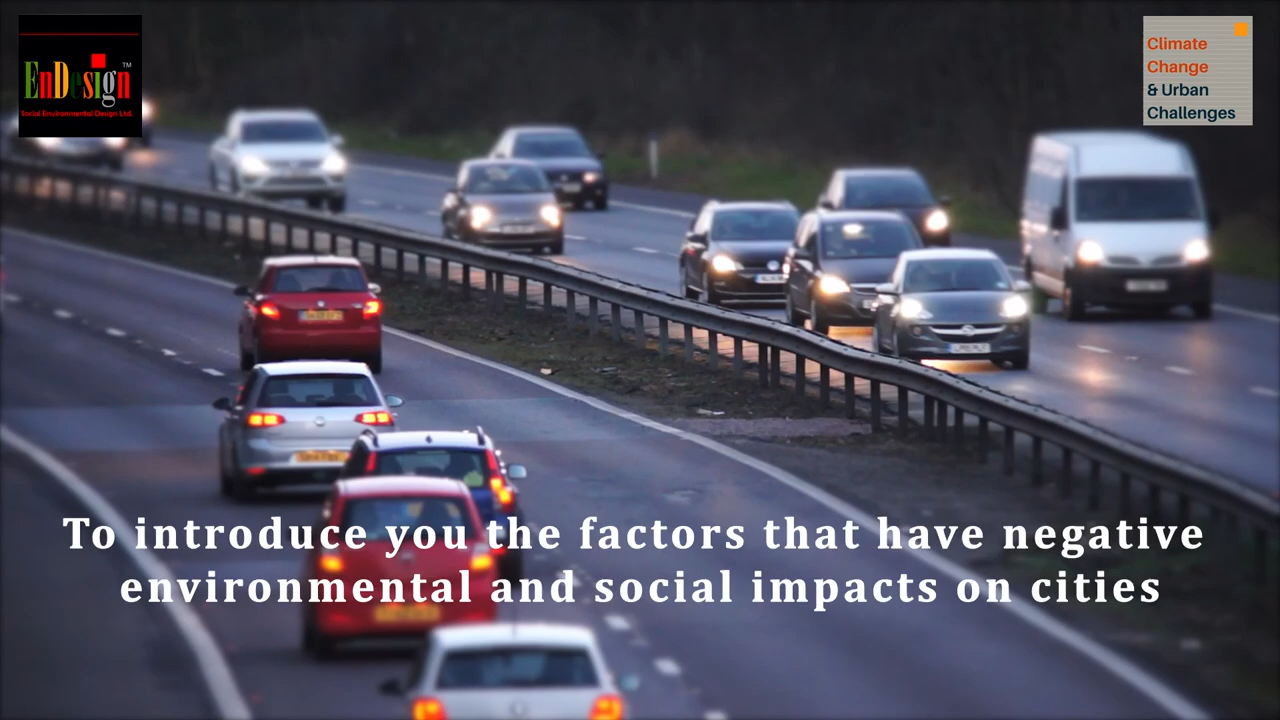 EnDesign™
Social Environmental Design Ltd.
Climate
Change
& Urban
Challenges
To introduce you the factors that have negative
environmental and social impacts on cities